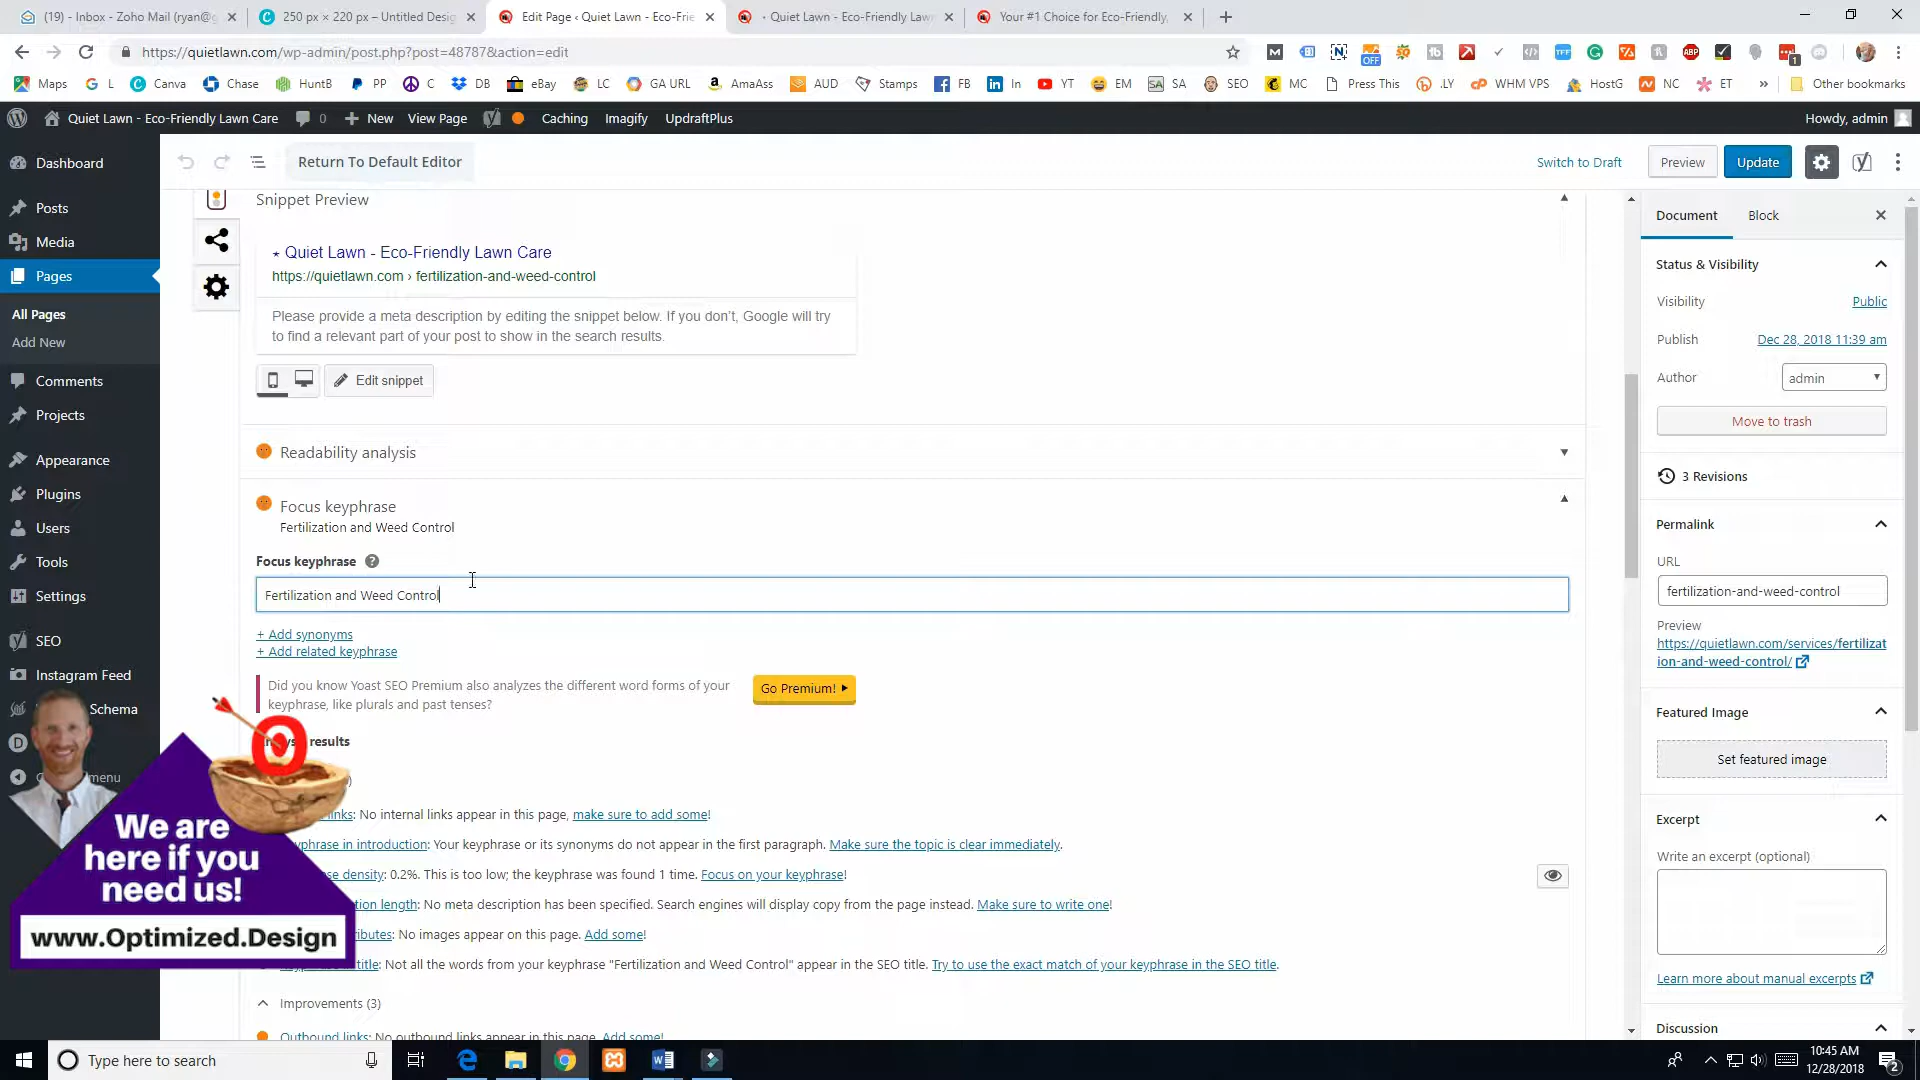 (19) - Inbox - Zoho Mail (ryan@
250 px × 220 px – Untitled Desi
Edit Page ‹ Quiet Lawn - Eco-Frie
Quiet Lawn - Eco-Friendly Law
Your #1 Choice for Eco-Friendly,
https://quietlawn.com/wp-admin/post.php?post=48787&action=edit
Maps
L
Canva
Chase
HuntB
PP
C
DB
eBay
LC
GA URL
AmaAss
AUD
Stamps
FB
In
YT
EM
SA
SEO
MC
Press This
.LY
WHM VPS
HostG
NC
ET
»
Other bookmarks
Quiet Lawn - Eco-Friendly Lawn Care
0
New
View Page
Caching
Imagify
UpdraftPlus
Howdy, admin
Dashboard
Posts
Media
Pages
All Pages
Add New
Comments
Projects
Appearance
Plugins
Users
Tools
Settings
SEO
Instagram Feed
Schema
menu
Return To Default Editor
Switch to Draft
Preview
Update
Snippet Preview
⋆ Quiet Lawn - Eco-Friendly Lawn Care
https://quietlawn.com › fertilization-and-weed-control
Please provide a meta description by editing the snippet below. If you don't, Google will try
to find a relevant part of your post to show in the search results.
Edit snippet
Readability analysis
Focus keyphrase
Fertilization and Weed Control
Focus keyphrase
Fertilization and Weed Control
+ Add synonyms
+ Add related keyphrase
Did you know Yoast SEO Premium also analyzes the different word forms of your
keyphrase, like plurals and past tenses?
Go Premium!
results
links: No internal links appear in this page, make sure to add some!
yphrase in introduction: Your keyphrase or its synonyms do not appear in the first paragraph. Make sure the topic is clear immediately.
se density: 0.2%. This is too low; the keyphrase was found 1 time. Focus on your keyphrase!
tion length: No meta description has been specified. Search engines will display copy from the page instead. Make sure to write one!
ributes: No images appear on this page. Add some!
title: Not all the words from your keyphrase "Fertilization and Weed Control" appear in the SEO title. Try to use the exact match of your keyphrase in the SEO title.
Improvements (3)
Outbound links: No outbound links appear in this page. Add some!
Document
Block
Status & Visibility
Visibility
Public
Publish
Dec 28, 2018 11:39 am
Author
admin
Move to trash
3 Revisions
Permalink
URL
fertilization-and-weed-control
Preview
https://quietlawn.com/services/fertilizat
ion-and-weed-control/
Featured Image
Set featured image
Excerpt
Write an excerpt (optional)
Learn more about manual excerpts
Discussion
We are
here if you
need us!
www.Optimized.Design
Type here to search
10:45 AM
12/28/2018
2